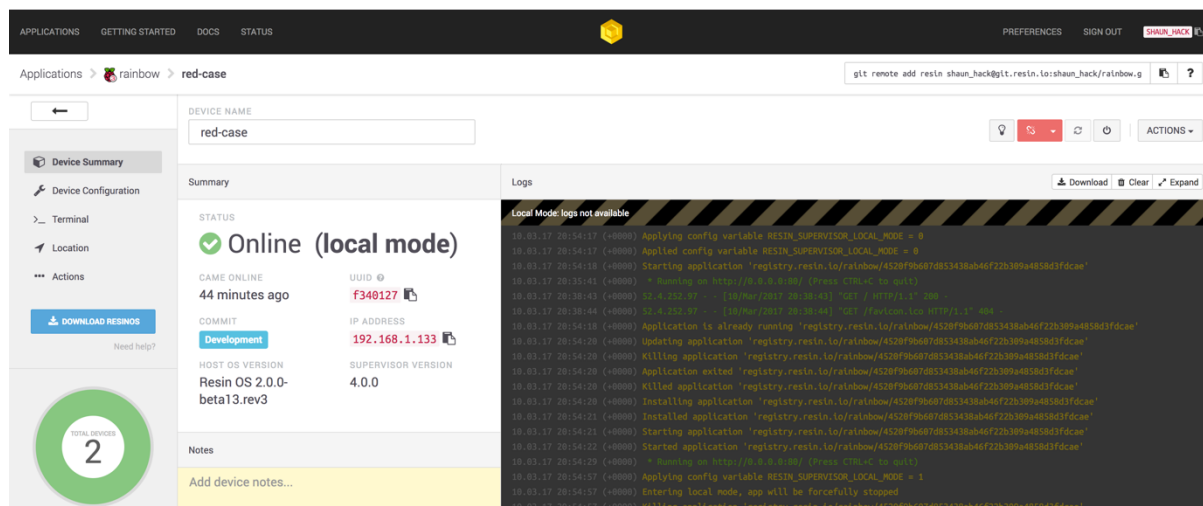 APPLICATIONS GETTING STARTED DOCS STATUS PREFERENCES SIGN OUT SHAUN_HACK
Applications rainbow red-case git remote add resin shaun_hack@git.resin.io:shaun_hack/rainbow.g ?
DEVICE NAME
red-case
ACTIONS
Device Summary
Device Configuration
>_ Terminal
Location
Actions
DOWNLOAD RESINOS
Need help?
TOTAL DEVICES
2
Summary
STATUS
Online (local mode)
CAME ONLINE UUID
44 minutes ago f340127
COMMIT IP ADDRESS
Development 192.168.1.133
HOST OS VERSION SUPERVISOR VERSION
Resin OS 2.0.0- 4.0.0
beta13.rev3
Notes
Add device notes...
Logs Download Clear Expand
Local Mode: logs not available
10.03.17 20:54:17 (+0000) Applying config variable RESIN_SUPERVISOR_LOCAL_MODE = 0
10.03.17 20:54:17 (+0000) Applied config variable RESIN_SUPERVISOR_LOCAL_MODE = 0
10.03.17 20:54:18 (+0000) Starting application 'registry.resin.io/rainbow/4520f9b607d853438ab46f22b309a4858d3fdcae'
10.03.17 20:35:41 (+0000) * Running on http://0.0.0.0:80/ (Press CTRL+C to quit)
10.03.17 20:38:43 (+0000) 52.4.252.97 - - [10/Mar/2017 20:38:43] "GET / HTTP/1.1" 200 -
10.03.17 20:38:44 (+0000) 52.4.252.97 - - [10/Mar/2017 20:38:44] "GET /favicon.ico HTTP/1.1" 404 -
10.03.17 20:54:18 (+0000) Application is already running 'registry.resin.io/rainbow/4520f9b607d853438ab46f22b309a4858d3fdcae'
10.03.17 20:54:20 (+0000) Updating application 'registry.resin.io/rainbow/4520f9b607d853438ab46f22b309a4858d3fdcae'
10.03.17 20:54:20 (+0000) Killing application 'registry.resin.io/rainbow/4520f9b607d853438ab46f22b309a4858d3fdcae'
10.03.17 20:54:20 (+0000) Application exited 'registry.resin.io/rainbow/4520f9b607d853438ab46f22b309a4858d3fdcae'
10.03.17 20:54:20 (+0000) Killed application 'registry.resin.io/rainbow/4520f9b607d853438ab46f22b309a4858d3fdcae'
10.03.17 20:54:20 (+0000) Installing application 'registry.resin.io/rainbow/4520f9b607d853438ab46f22b309a4858d3fdcae'
10.03.17 20:54:21 (+0000) Installed application 'registry.resin.io/rainbow/4520f9b607d853438ab46f22b309a4858d3fdcae'
10.03.17 20:54:21 (+0000) Starting application 'registry.resin.io/rainbow/4520f9b607d853438ab46f22b309a4858d3fdcae'
10.03.17 20:54:22 (+0000) Started application 'registry.resin.io/rainbow/4520f9b607d853438ab46f22b309a4858d3fdcae'
10.03.17 20:54:29 (+0000) * Running on http://0.0.0.0:80/ (Press CTRL+C to quit)
10.03.17 20:54:57 (+0000) Applying config variable RESIN_SUPERVISOR_LOCAL_MODE = 1
10.03.17 20:54:57 (+0000) Entering local mode, app will be forcefully stopped